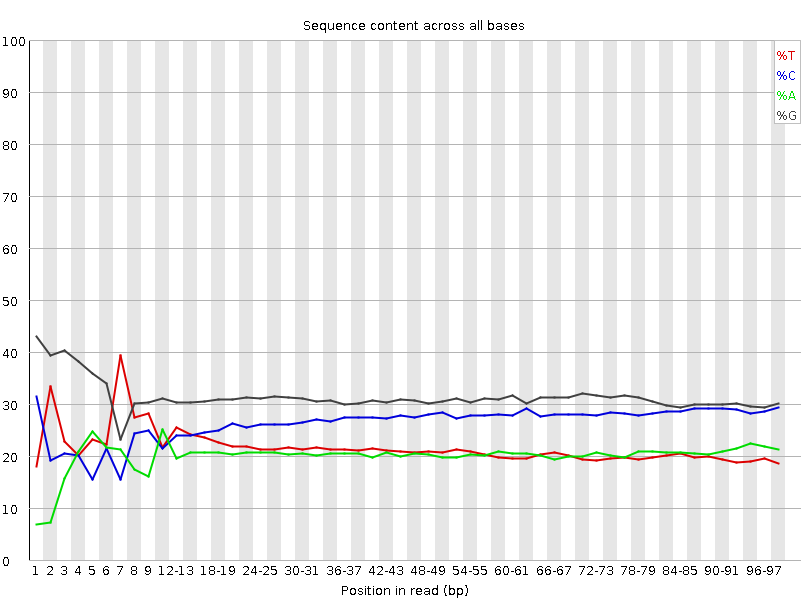 Sequence content across all bases
100
90
80
70
60
50
40
30
20
10
0
%T
%C
%A
%G
1 2 3 4 5 6 7 8 9 12-13 18-19 24-25 30-31 36-37 42-43 48-49 54-55 60-61 66-67 72-73 78-79 84-85 90-91 96-97
Position in read (bp)